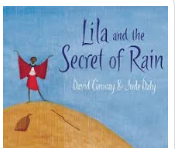 Lila and the
Secret of Rain
David Conway & Jude Daly